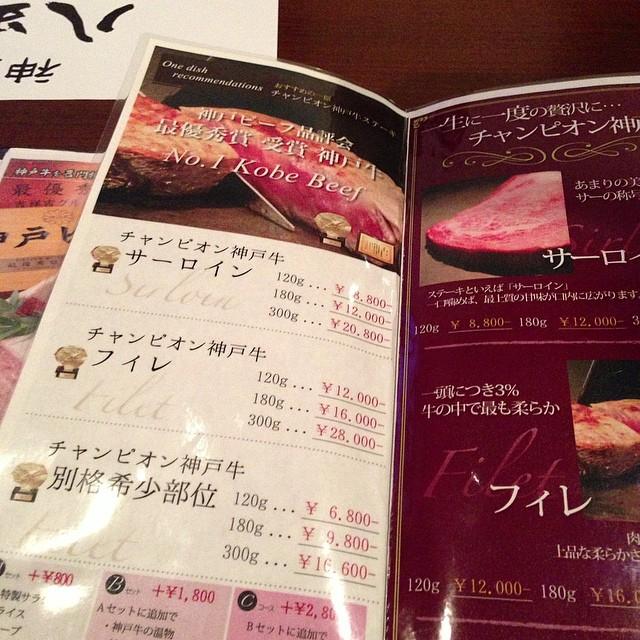 One dish
recommendations
おすすめの一皿
チャンピオン神戸牛ステーキ
神戸ビーフ品評会
最優秀賞 受賞 神戸牛
No.1 Kobe Beef
チャンピオン神戸牛
サーロイン
Sirloin
120g... ¥ 8.800-
180g... ¥12.000-
300g... ¥20.800-
チャンピオン神戸牛
フィレ
Filet
120g... ¥12.000-
180g... ¥16.000-
300g... ¥28.000-
チャンピオン神戸牛
別格希少部位
120g... ¥ 6.800-
180g... ¥ 9.800-
300g... ¥16.600-
セット +¥800
特製サラ
ライス
ープ
B セット +¥1,800
Aセットに追加で
・神戸牛の温物
C コース +¥2,80
Bセットに追加で
一生に一度の贅沢に…
チャンピオン神
あまりの美
サーの称号
サーロイ
ステーキといえば「サーロイン」
最上質の甘味が口内に広がります
120g ¥ 8.800- 180g ¥12.000- 3
一頭につき3%
牛の中で最も柔らか
Filet
フィレ
肉
上品な柔らかさ
120g ¥12.000- 180g ¥16.0
神
八
最優
戸